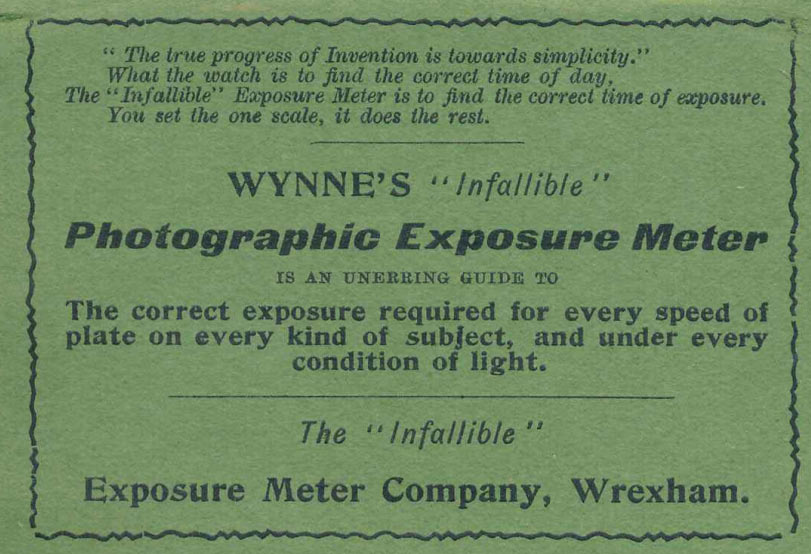 " The true progress of Invention is towards simplicity."
What the watch is to find the correct time of day,
The "Infallible" Exposure Meter is to find the correct time of exposure.
You set the one scale, it does the rest.
WYNNE'S "Infallible"
Photographic Exposure Meter
IS AN UNERRING GUIDE TO
The correct exposure required for every speed of
plate on every kind of subject, and under every
condition of light.
The "Infallible"
Exposure Meter Company, Wrexham.